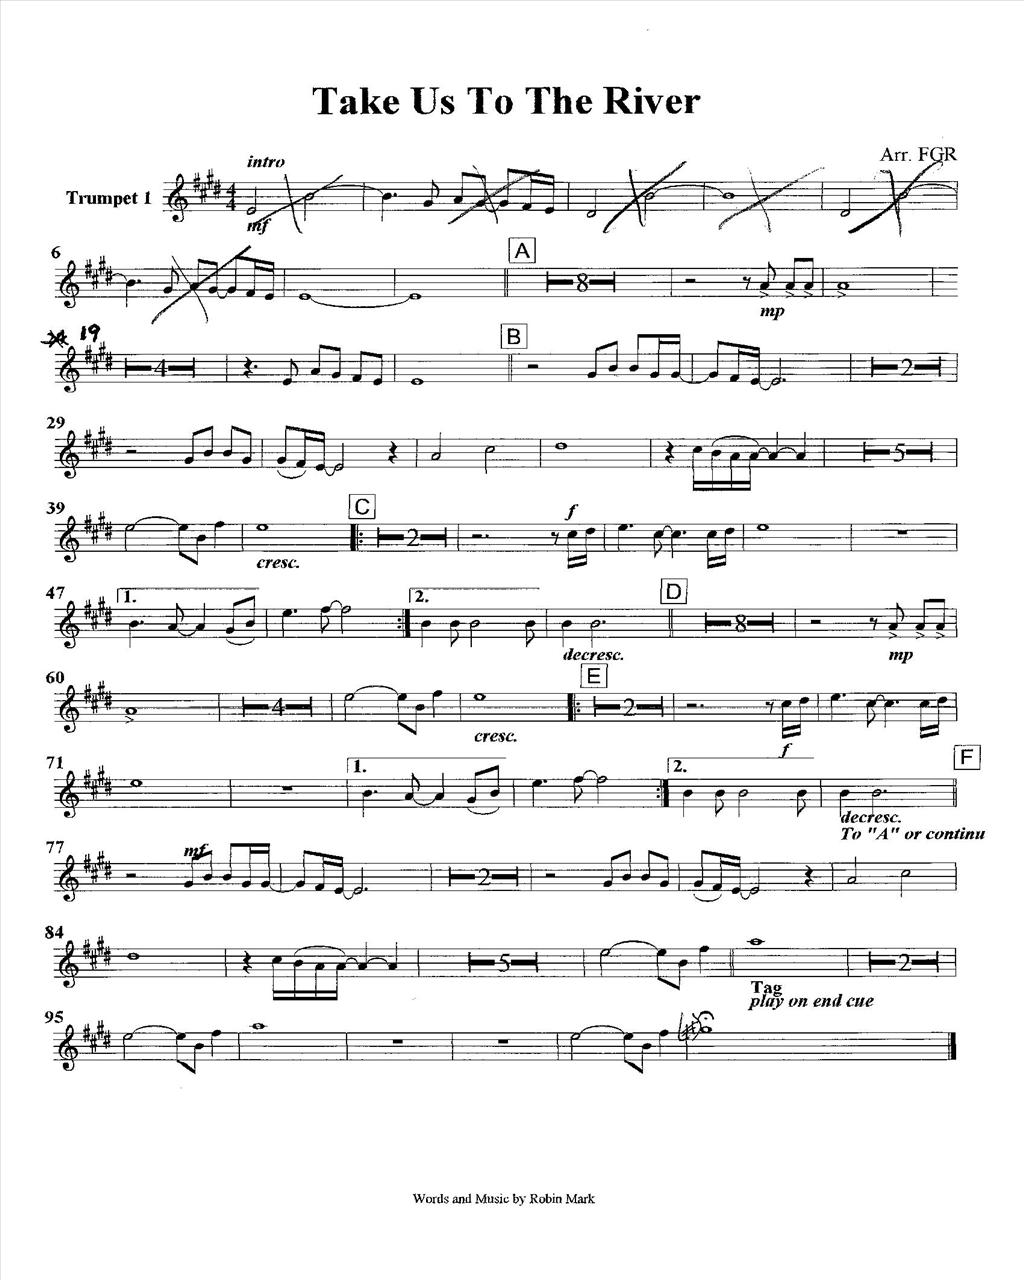 Take Us To The River
Arr. FGR
intro
Trumpet 1
4
4
mf
6
A
8
mp
19
B
4
2
29
5
39
C
f
2
cresc.
47
1.
2.
D
8
decresc.
mp
60
E
4
2
cresc.
f
71
1.
2.
F
decresc.
To "A" or continu
77
mf
2
84
5
2
Tag
play on end cue
95
Words and Music by Robin Mark